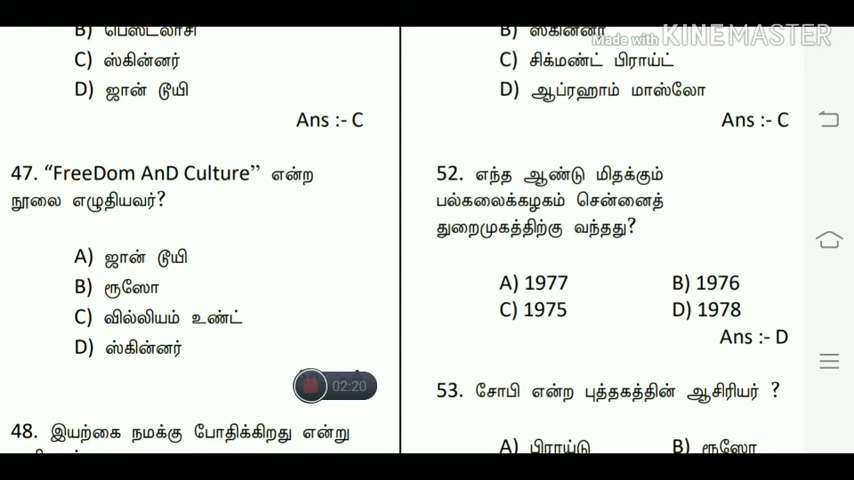 B) பெஸ்டலாசி
C) ஸ்கின்னர்
D) ஜான் டூயி
Ans :- C
47. “FreeDom AnD Culture” என்ற
நூலை எழுதியவர்?
A) ஜான் டூயி
B) ரூஸோ
C) வில்லியம் உண்ட்
D) ஸ்கின்னர்
02:20
48. இயற்கை நமக்கு போதிக்கிறது என்று
B) ஸ்கின்னர்
Made with KINEMASTER
C) சிக்மண்ட் பிராய்ட்
D) ஆப்ரஹாம் மாஸ்லோ
Ans :- C
52. எந்த ஆண்டு மிதக்கும்
பல்கலைக்கழகம் சென்னைத்
துறைமுகத்திற்கு வந்தது?
A) 1977 B) 1976
C) 1975 D) 1978
Ans :- D
53. சோபி என்ற புத்தகத்தின் ஆசிரியர் ?
A) பிராய்டு B) ரூஸோ